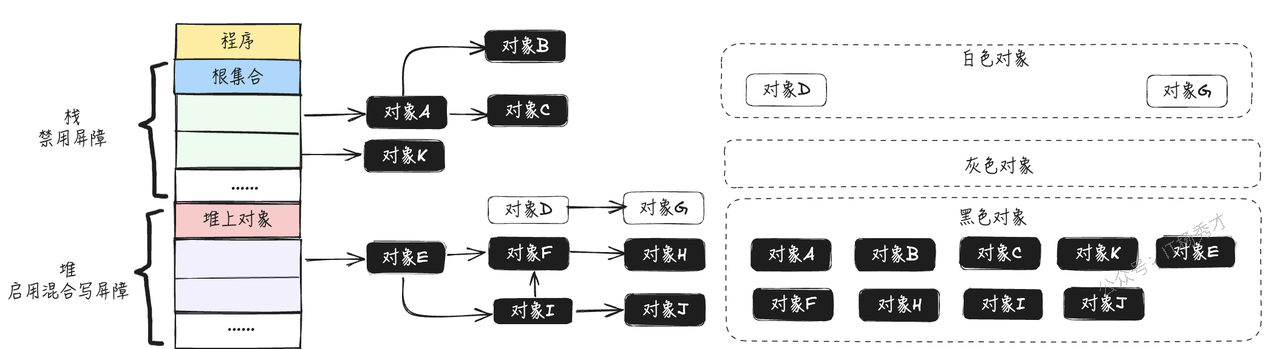 程序
根集合
栈
禁用屏障
......
堆上对象
堆
启用混合写屏障
......
对象B
对象A
对象C
对象K
对象D
对象G
对象E
对象F
对象H
对象I
对象J
白色对象
对象D
对象G
灰色对象
黑色对象
对象A
对象B
对象C
对象K
对象E
对象F
对象H
对象I
对象J
公众号：IT杨秀才